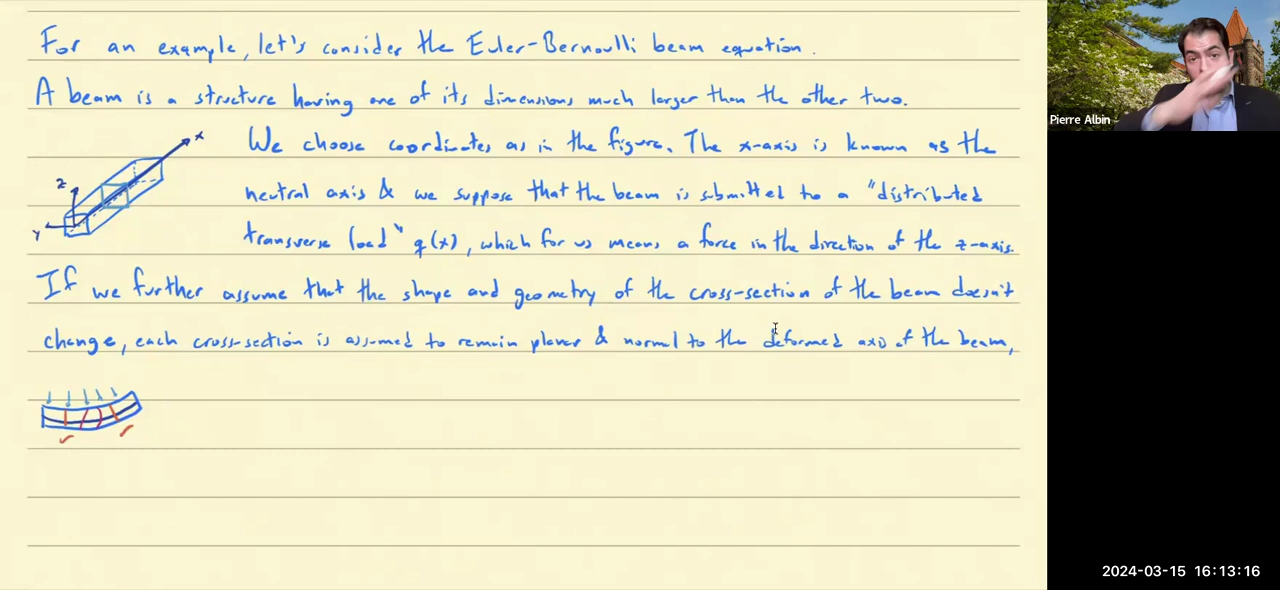 For an example, let's consider the Euler-Bernoulli beam equation.
A beam is a structure having one of its dimensions much larger than the other two.
We choose coordinates as in the figure. The x-axis is known as the
x
z
y
neutral axis & we suppose that the beam is submitted to a "distributed
transverse load" q(x), which for us means a force in the direction of the z-axis.
If we further assume that the shape and geometry of the cross-section of the beam doesn't
change, each cross-section is assumed to remain planar & normal to the deformed axis of the beam,
Pierre Albin
2024-03-15 16:13:16